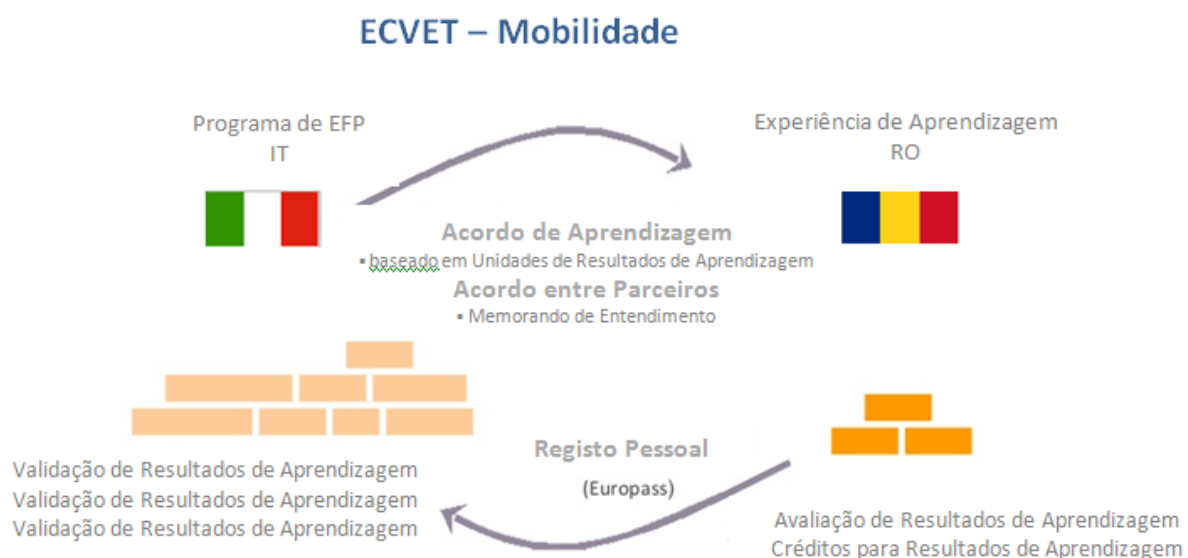 ECVET – Mobilidade
Programa de EFP
IT
Experiência de Aprendizagem
RO
Acordo de Aprendizagem
▪ baseado em Unidades de Resultados de Aprendizagem
Acordo entre Parceiros
▪ Memorando de Entendimento
Registo Pessoal
(Europass)
Validação de Resultados de Aprendizagem
Validação de Resultados de Aprendizagem
Validação de Resultados de Aprendizagem
Avaliação de Resultados de Aprendizagem
Créditos para Resultados de Aprendizagem